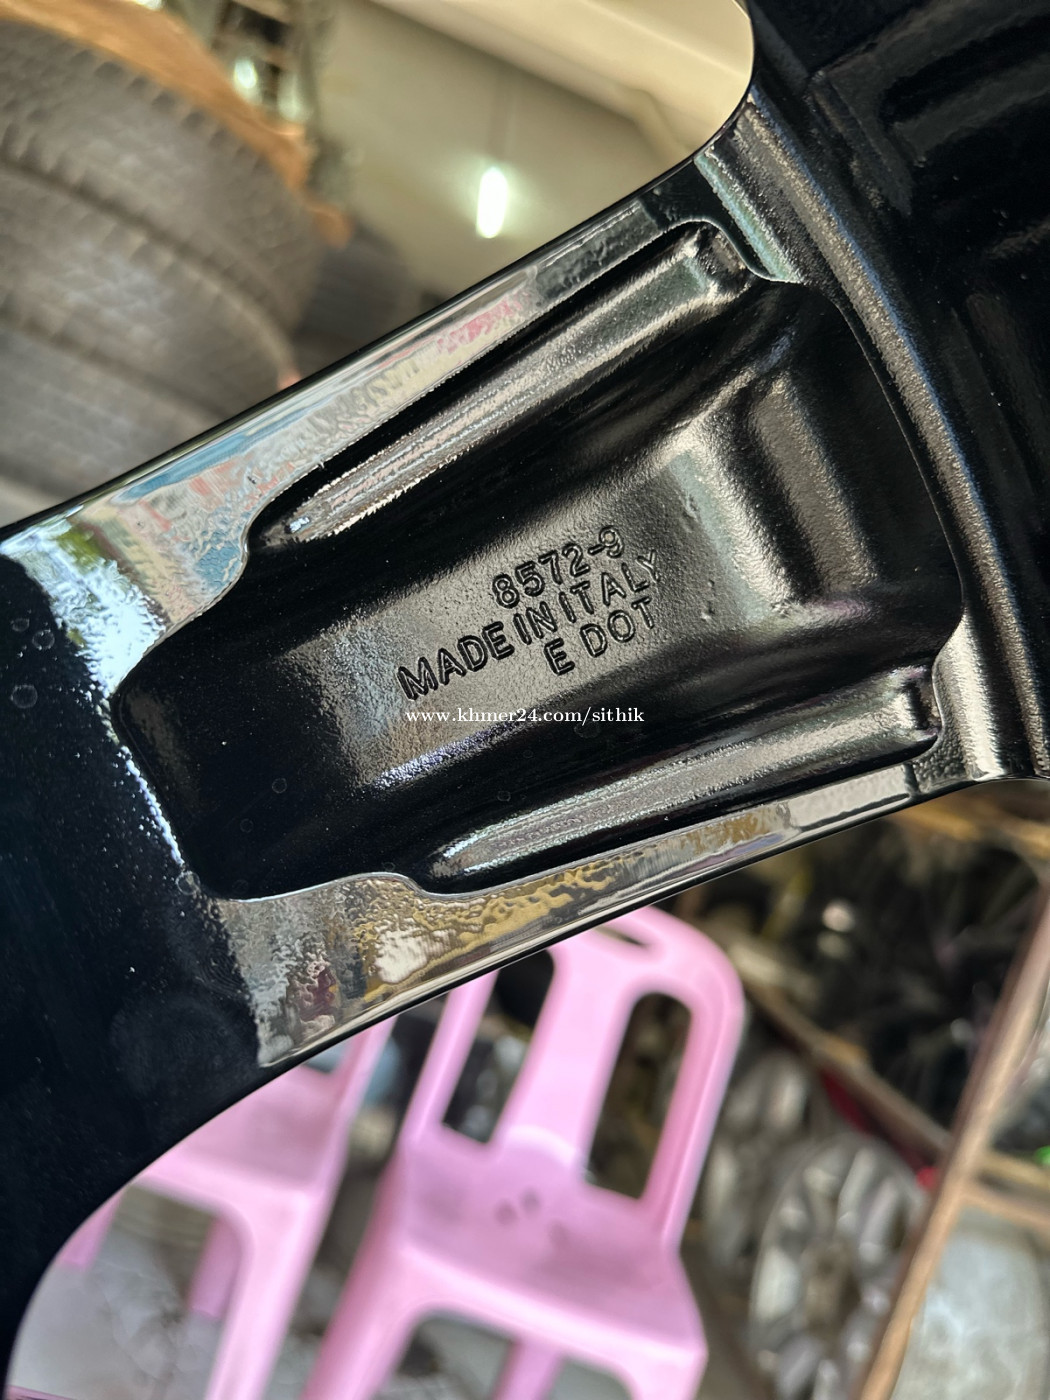 8572-9
MADE IN ITALY
E DOT
www.khmer24.com/sithik